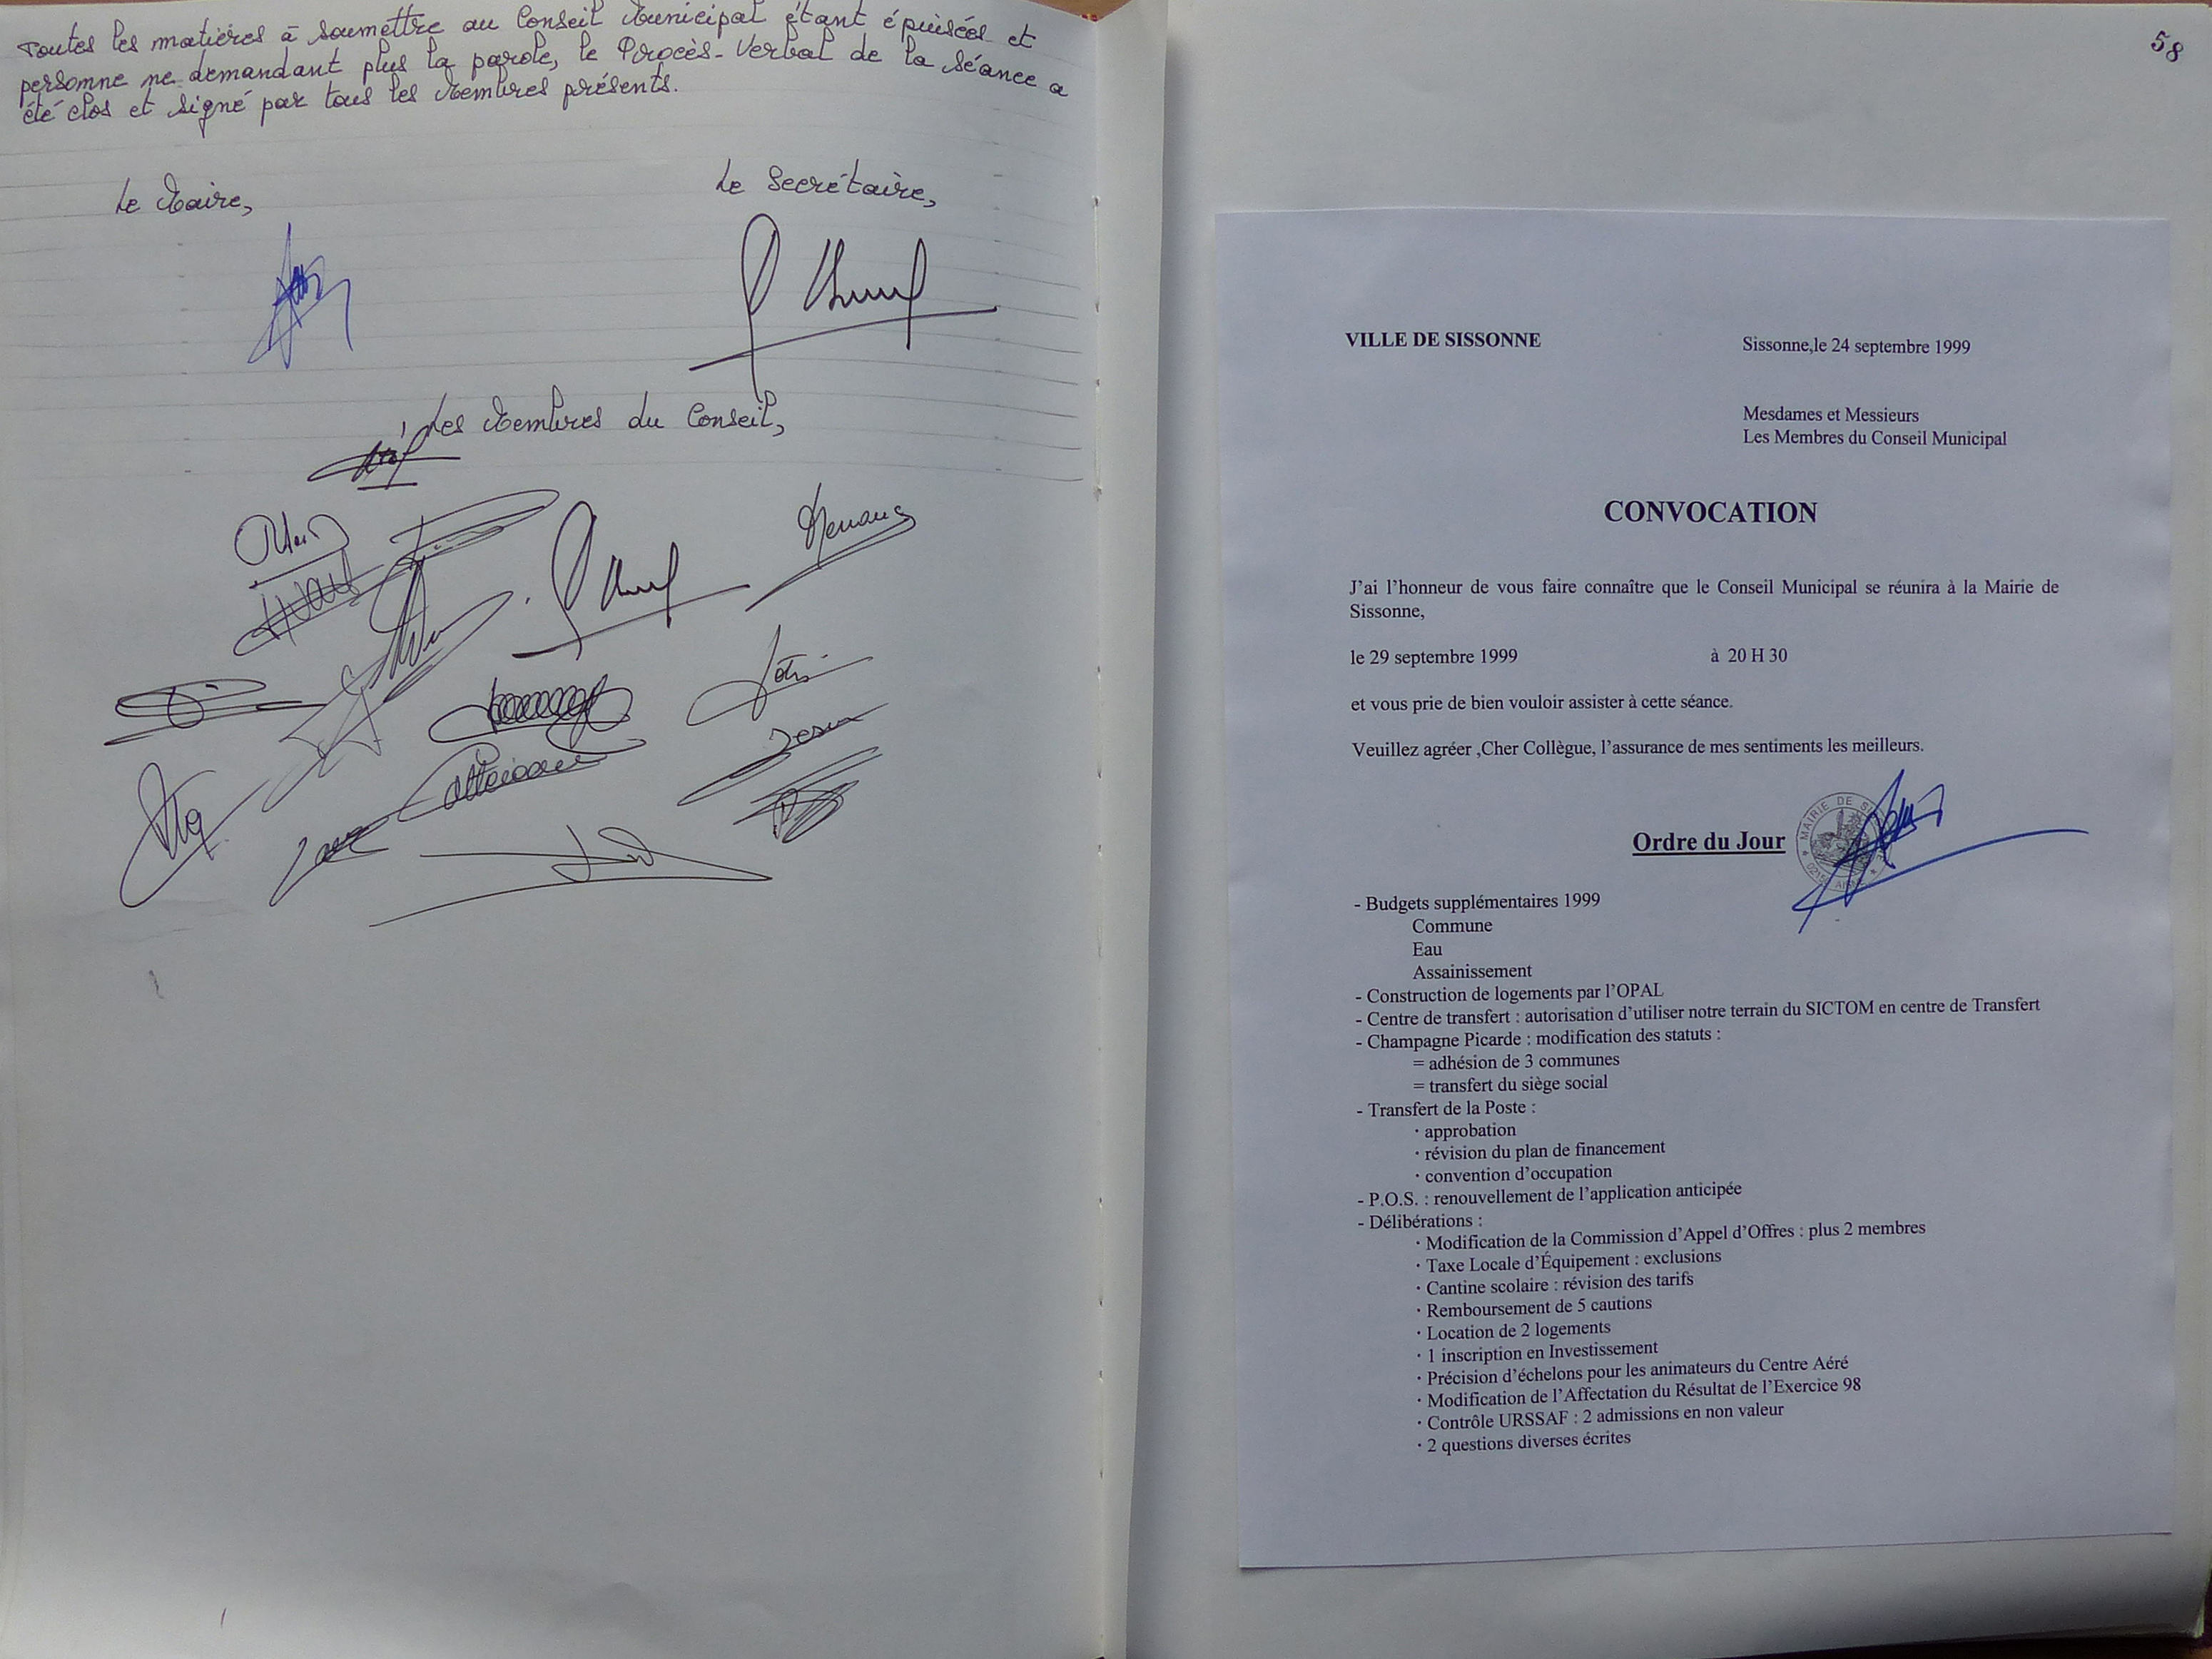 Toutes les matières à soumettre au Conseil Municipal étant épuisées et
personne ne demandant plus la parole, le Procès-Verbal de la séance a
été clos et signé par tous les Membres présents.
Le Maire,
Le Secrétaire,
Les Membres du Conseil,
58
VILLE DE SISSONNE
Sissonne,le 24 septembre 1999
Mesdames et Messieurs
Les Membres du Conseil Municipal
CONVOCATION
J’ai l’honneur de vous faire connaître que le Conseil Municipal se réunira à la Mairie de
Sissonne,
le 29 septembre 1999 à 20 H 30
et vous prie de bien vouloir assister à cette séance.
Veuillez agréer ,Cher Collègue, l’assurance de mes sentiments les meilleurs.
MAIRIE DE
Ordre du Jour
- Budgets supplémentaires 1999
Commune
Eau
Assainissement
- Construction de logements par l’OPAL
- Centre de transfert : autorisation d’utiliser notre terrain du SICTOM en centre de Transfert
- Champagne Picarde : modification des statuts :
= adhésion de 3 communes
= transfert du siège social
- Transfert de la Poste :
· approbation
· révision du plan de financement
· convention d’occupation
- P.O.S. : renouvellement de l’application anticipée
- Délibérations :
· Modification de la Commission d’Appel d’Offres : plus 2 membres
· Taxe Locale d’Équipement : exclusions
· Cantine scolaire : révision des tarifs
· Remboursement de 5 cautions
· Location de 2 logements
· 1 inscription en Investissement
· Précision d’échelons pour les animateurs du Centre Aéré
· Modification de l’Affectation du Résultat de l’Exercice 98
· Contrôle URSSAF : 2 admissions en non valeur
· 2 questions diverses écrites